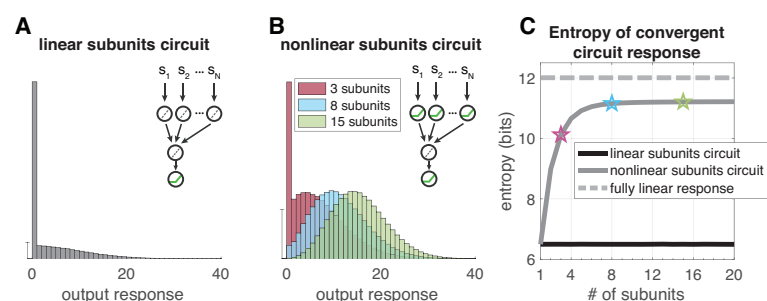 A
linear subunits circuit
S1 S2 ... SN
...
0 20 40
output response
B
nonlinear subunits circuit
3 subunits
8 subunits
15 subunits
S1 S2 ... SN
...
0 20 40
output response
C
Entropy of convergent
circuit response
entropy (bits)
12
10
8
6
linear subunits circuit
nonlinear subunits circuit
fully linear response
1 4 8 12 16 20
# of subunits